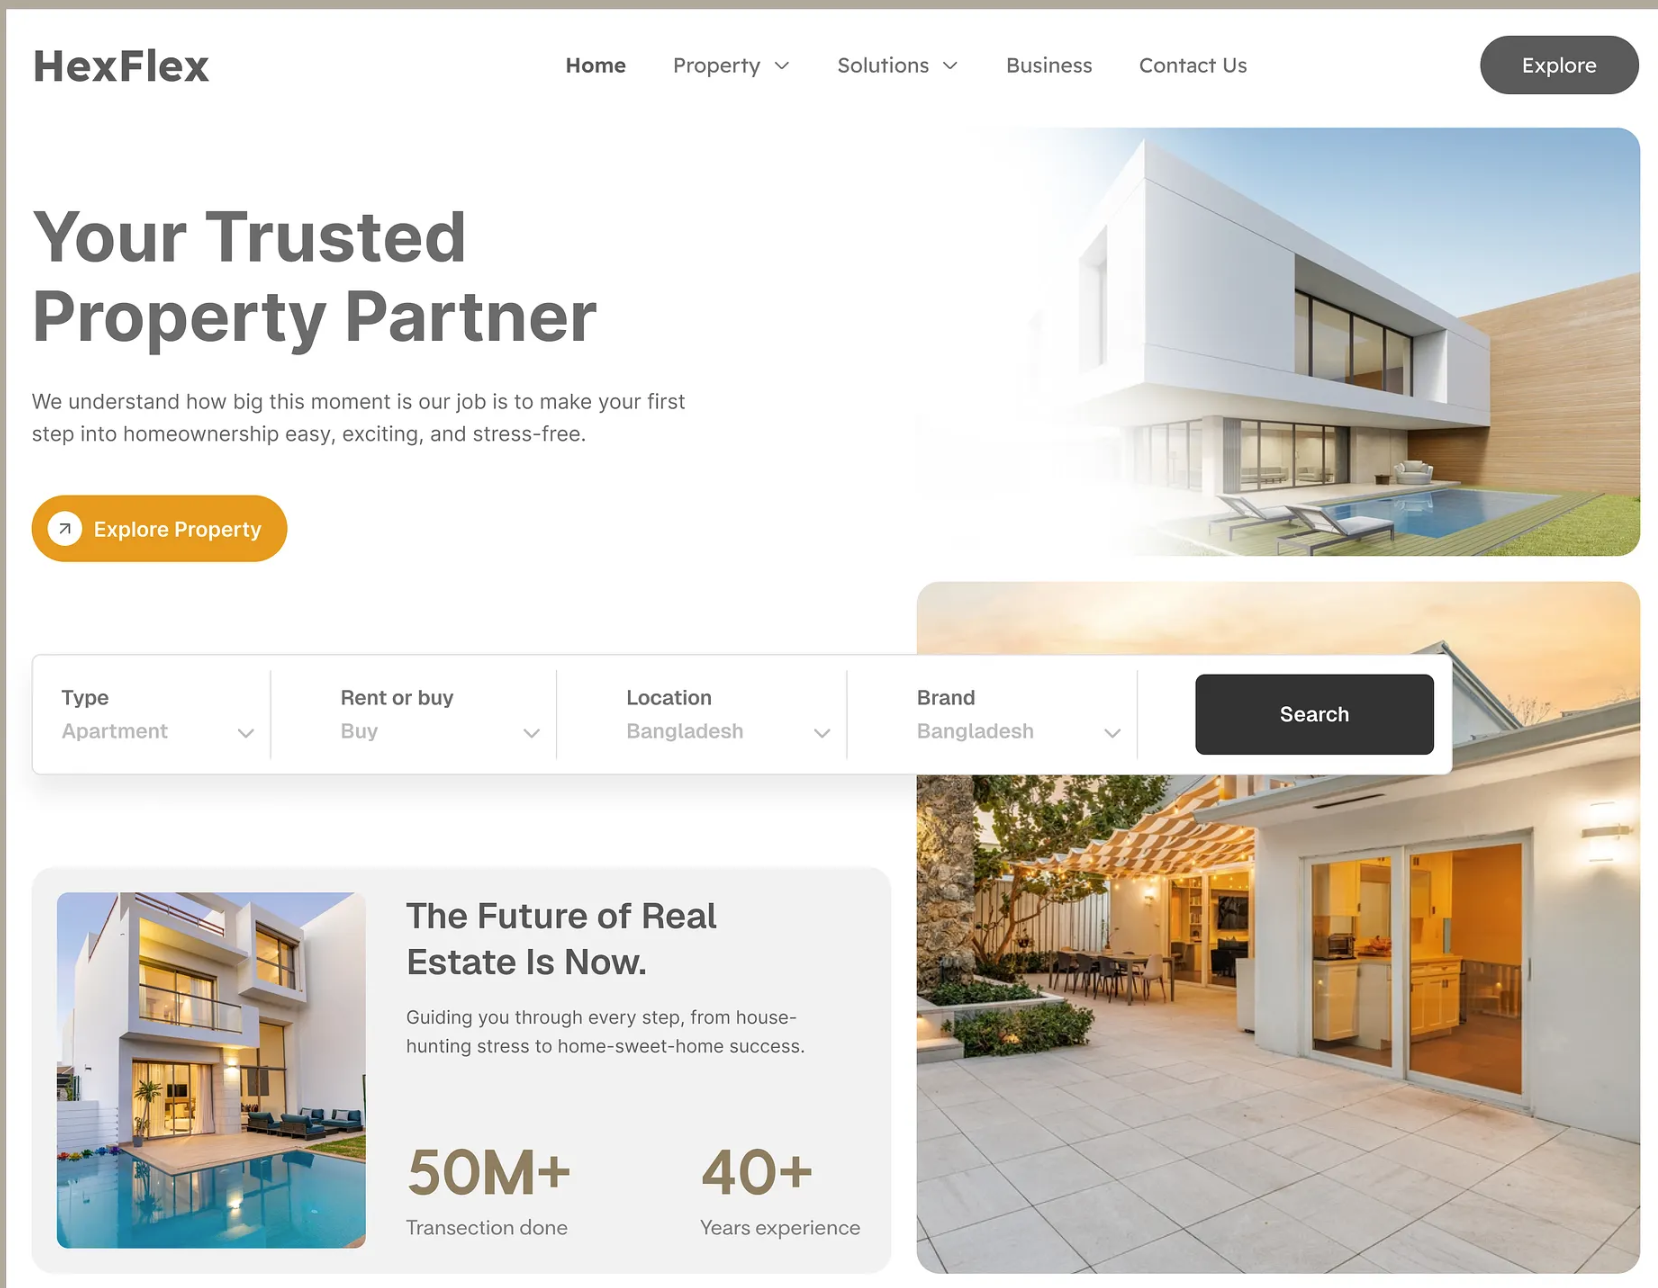 HexFlex
Home Property Solutions Business Contact Us
Explore
Your Trusted
Property Partner
We understand how big this moment is our job is to make your first
step into homeownership easy, exciting, and stress-free.
Explore Property
Type
Apartment
Rent or buy
Buy
Location
Bangladesh
Brand
Bangladesh
Search
The Future of Real
Estate Is Now.
Guiding you through every step, from house-
hunting stress to home-sweet-home success.
50M+
Transection done
40+
Years experience